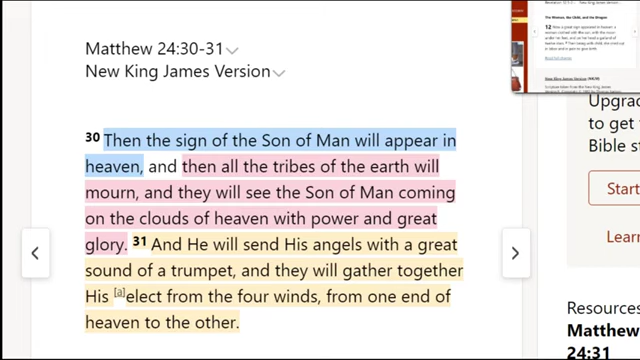 Matthew 24:30-31
New King James Version
30 Then the sign of the Son of Man will appear in
heaven, and then all the tribes of the earth will
mourn, and they will see the Son of Man coming
on the clouds of heaven with power and great
glory. 31 And He will send His angels with a great
sound of a trumpet, and they will gather together
His [a]elect from the four winds, from one end of
heaven to the other.
The Woman, the Child, and the Dragon
Upgrad
to get
Bible st
Start
Learn
Resources
Matthew
24:31